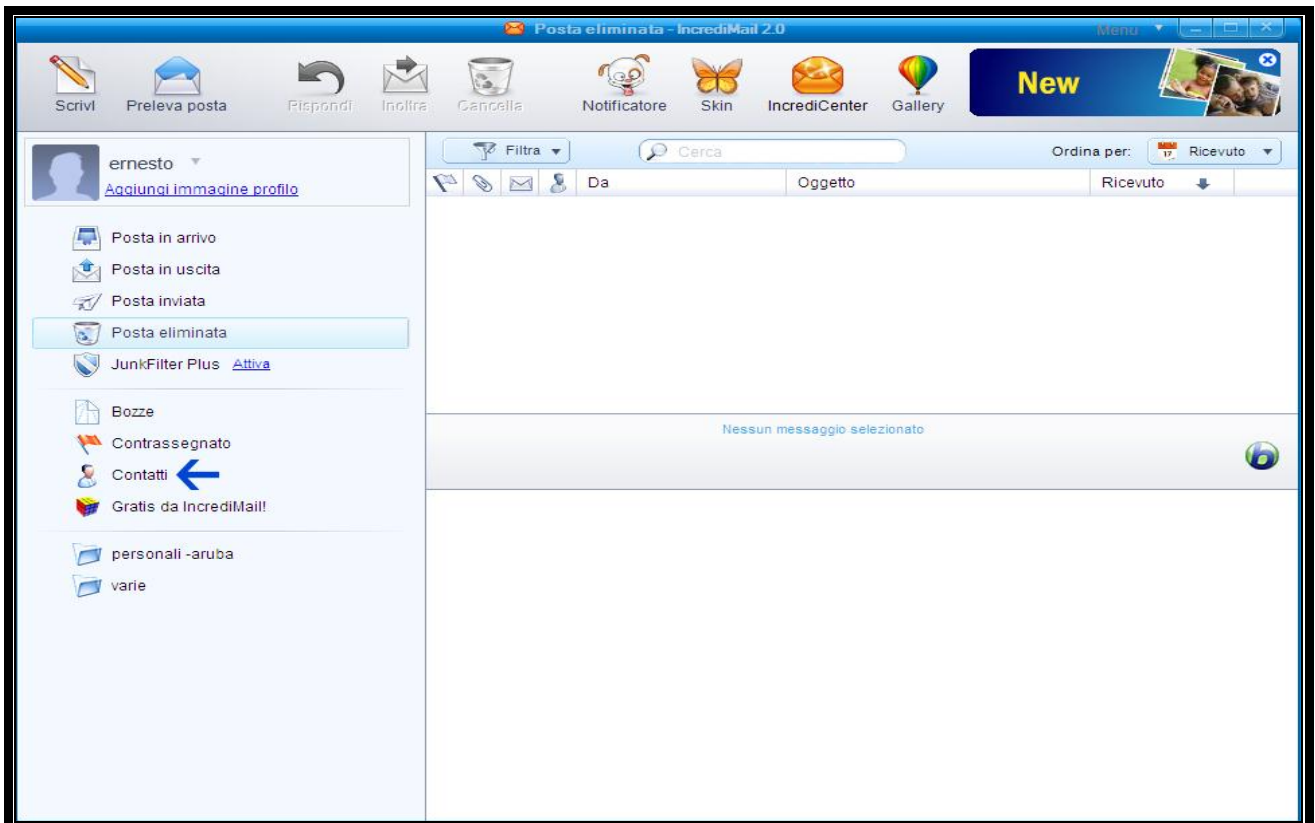 Posta eliminata - IncrediMail 2.0
Menu
Scrivi Preleva posta Rispondi Inoltra Cancella Notificatore Skin IncrediCenter Gallery New
ernesto
Aggiungi immagine profilo
Filtra Cerca Ordina per: 17 Ricevuto
Da Oggetto Ricevuto
Posta in arrivo
Posta in uscita
Posta inviata
Posta eliminata
JunkFilter Plus Attiva
Bozze
Contrassegnato
Contatti
Gratis da IncrediMail!
personali -aruba
varie
Nessun messaggio selezionato
b